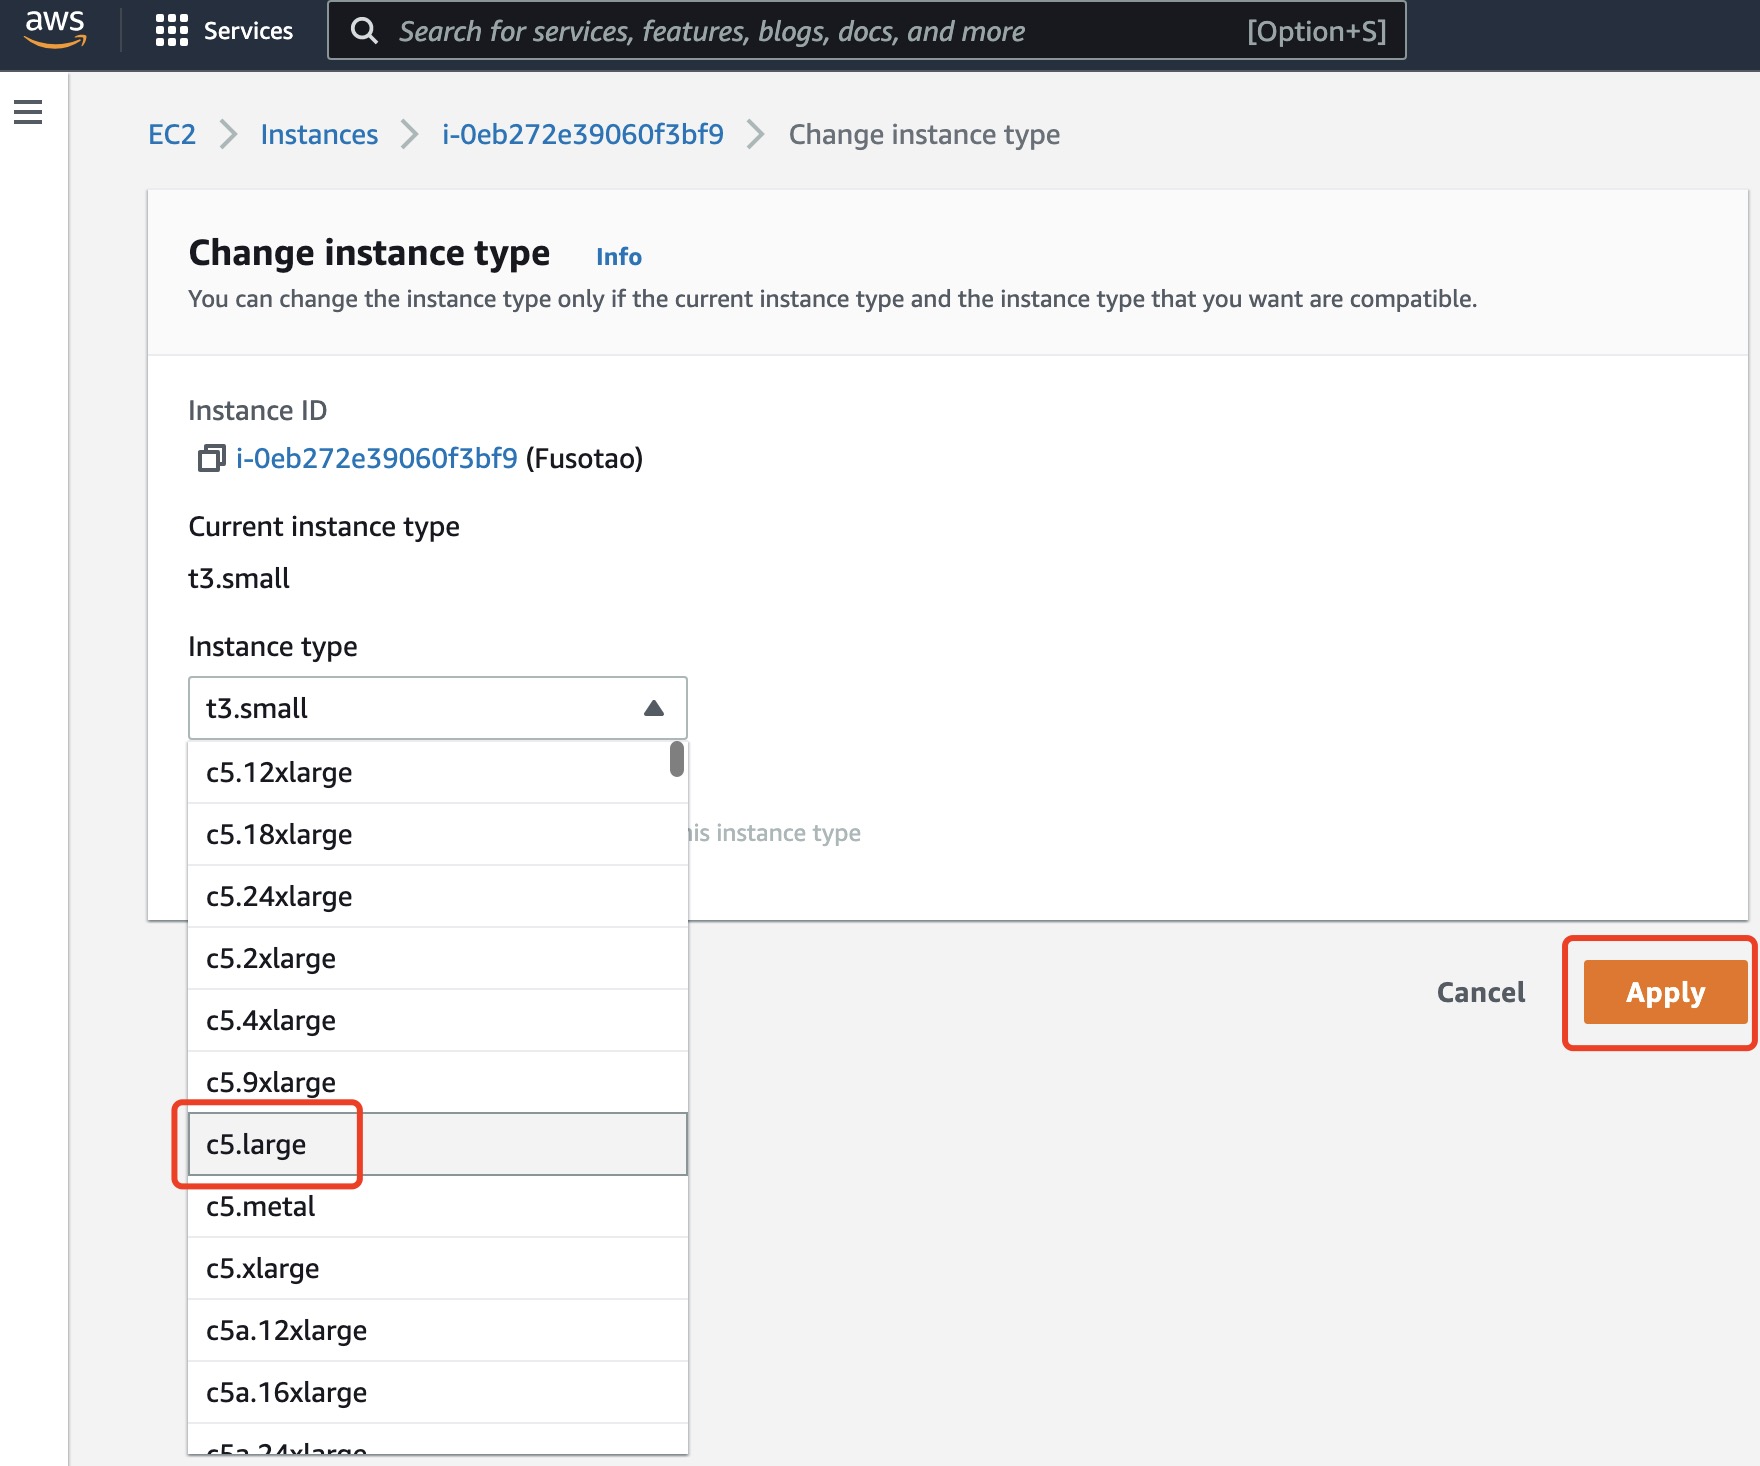 aws
Services
Search for services, features, blogs, docs, and more [Option+S]
EC2 > Instances > i-0eb272e39060f3bf9 > Change instance type
Change instance type Info
You can change the instance type only if the current instance type and the instance type that you want are compatible.
Instance ID
i-0eb272e39060f3bf9 (Fusotao)
Current instance type
t3.small
Instance type
t3.small
c5.12xlarge
c5.18xlarge
instance type
c5.24xlarge
c5.2xlarge
c5.4xlarge
Cancel Apply
c5.9xlarge
c5.large
c5.metal
c5.xlarge
c5a.12xlarge
c5a.16xlarge
c5a.24xlarge